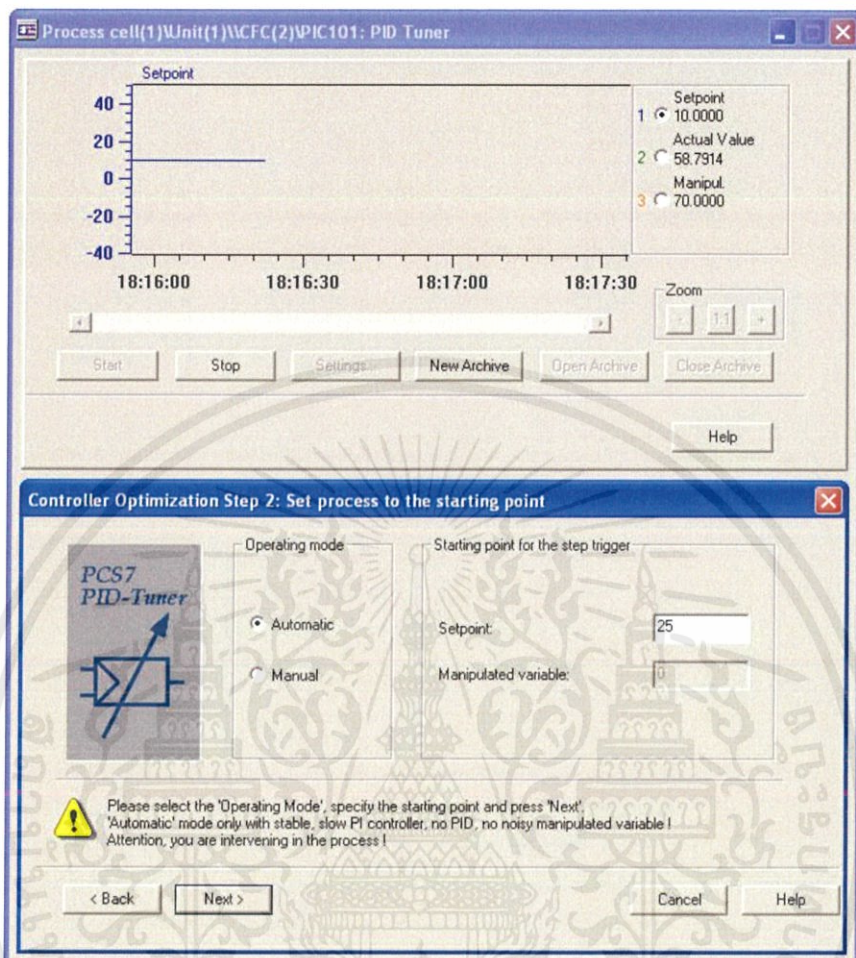 Process cell(1)\Unit(1)\\CFC(2)\PIC101: PID Tuner
Setpoint
40
20
0
-20
-40
18:16:00 18:16:30 18:17:00 18:17:30
Setpoint
1 10.0000
Actual Value
2 58.7914
Manipul.
3 70.0000
Zoom
- 1:1 +
Start Stop Settings... New Archive Open Archive Close Archive
Help
Controller Optimization Step 2: Set process to the starting point
PCS7
PID-Tuner
Operating mode
Automatic
Manual
Starting point for the step trigger
Setpoint: 25
Manipulated variable: 0
Please select the 'Operating Mode', specify the starting point and press 'Next'.
'Automatic' mode only with stable, slow PI controller, no PID, no noisy manipulated variable !
Attention, you are intervening in the process !
< Back Next > Cancel Help